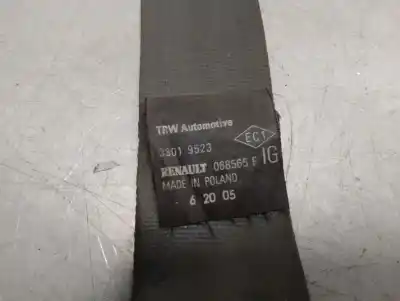 TRW Automotive
EC1
3301 9523
RENAULT 068565 F IG
MADE IN POLAND
- 6 20 05